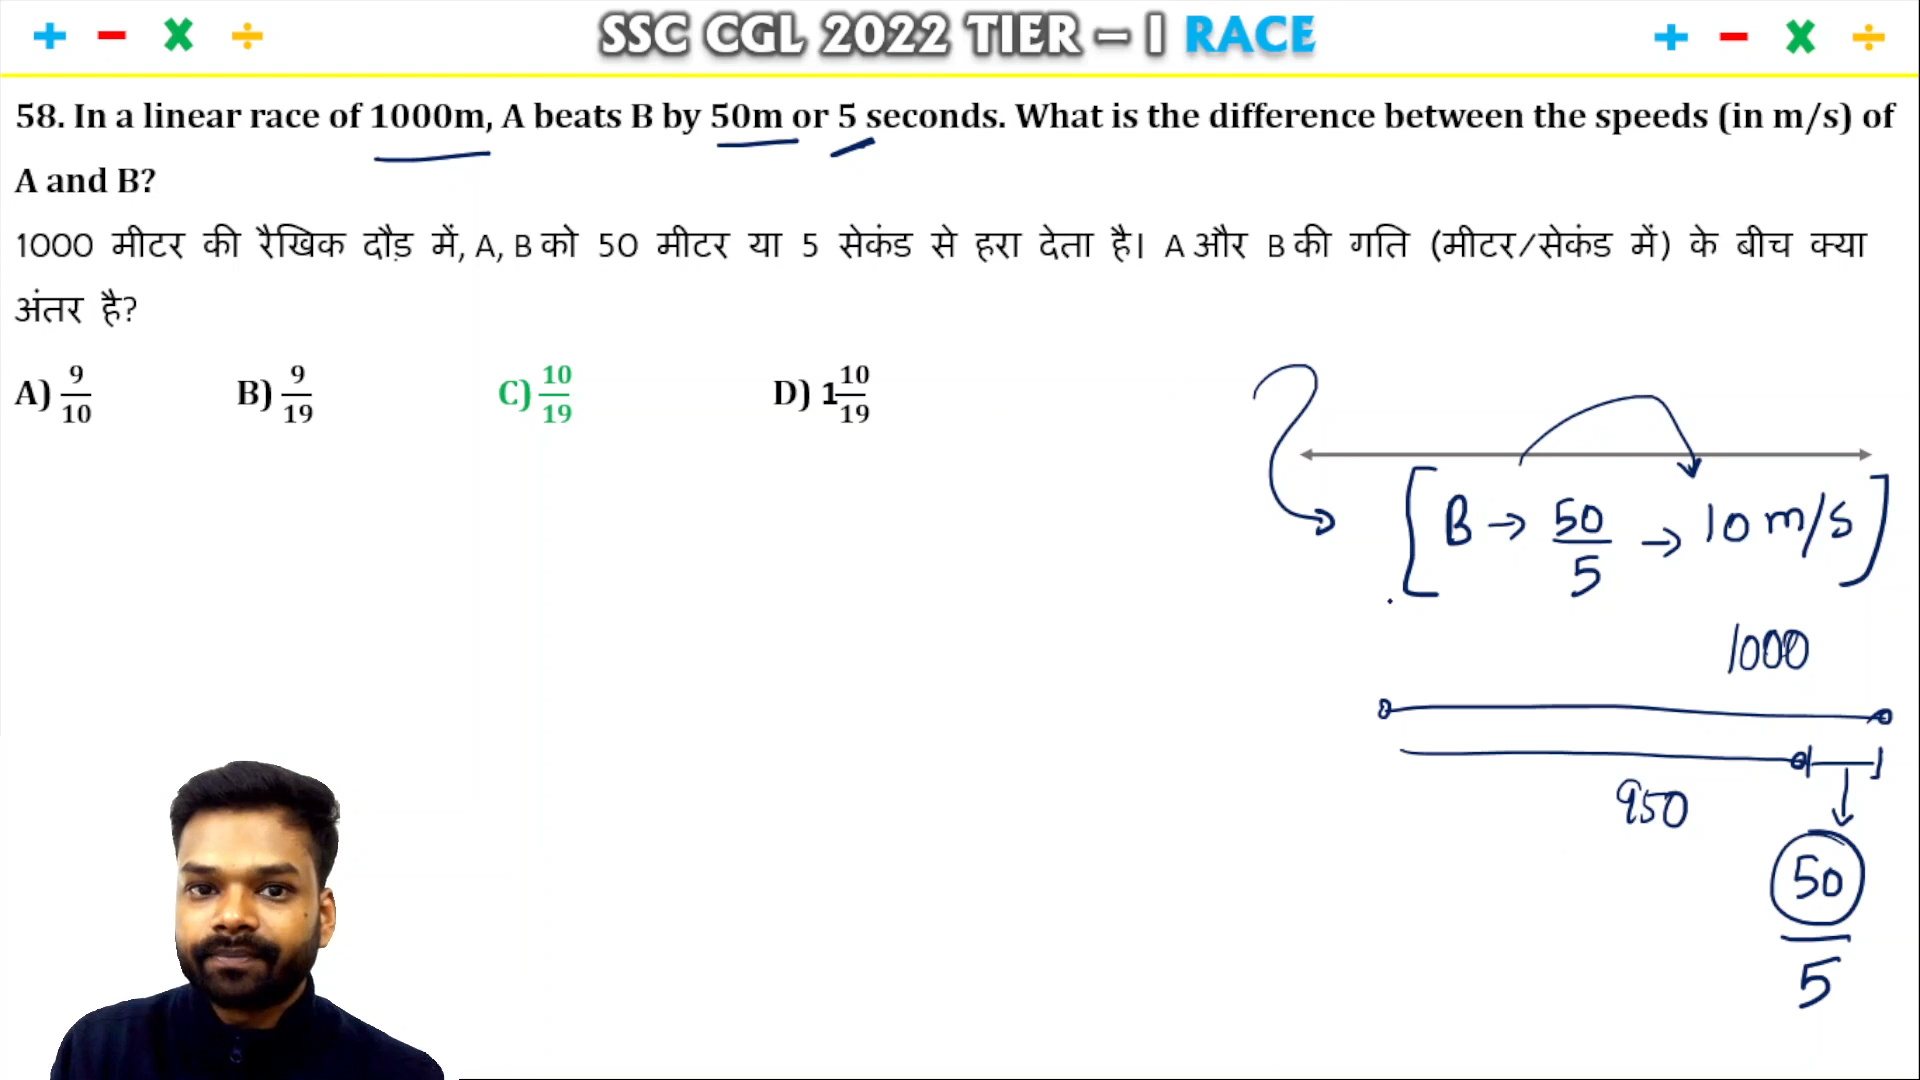 + - × ÷ SSC CGL 2022 TIER – I RACE + - × ÷
58. In a linear race of 1000m, A beats B by 50m or 5 seconds. What is the difference between the speeds (in m/s) of
A and B?
1000 मीटर की रैखिक दौड़ में, A, B को 50 मीटर या 5 सेकंड से हरा देता है। A और B की गति (मीटर/सेकंड में) के बीच क्या
अंतर है?
A) 9/10 B) 9/19 C) 10/19 D) 1 10/19
[B → 50/5 → 10 m/s]
1000
950
50/5